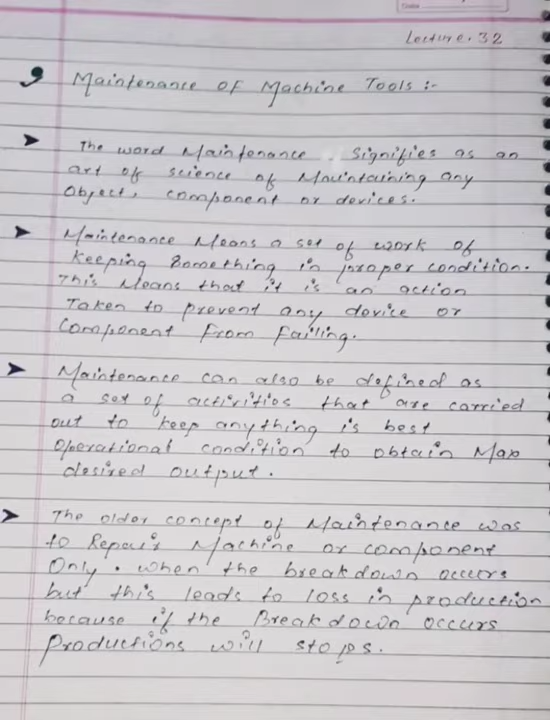 Lecture. 32
Maintenance of Machine Tools :-
➤ The word Maintenance Signifies as an
art of science of Maintaining any
Object, component or devices.
➤ Maintenance Means a set of work of
Keeping Something in proper condition.
This Means that it is an action
Taken to prevent any device or
Component From Failing.
➤ Maintenance can also be defined as
a set of activities that are carried
out to keep anything is best
Operational condition to obtain Max
desired output.
➤ The older concept of Maintenance was
to Repair Machine or component
Only. when the breakdown occurs
but this leads to loss in production
because if the Breakdown occurs
Productions will stops.